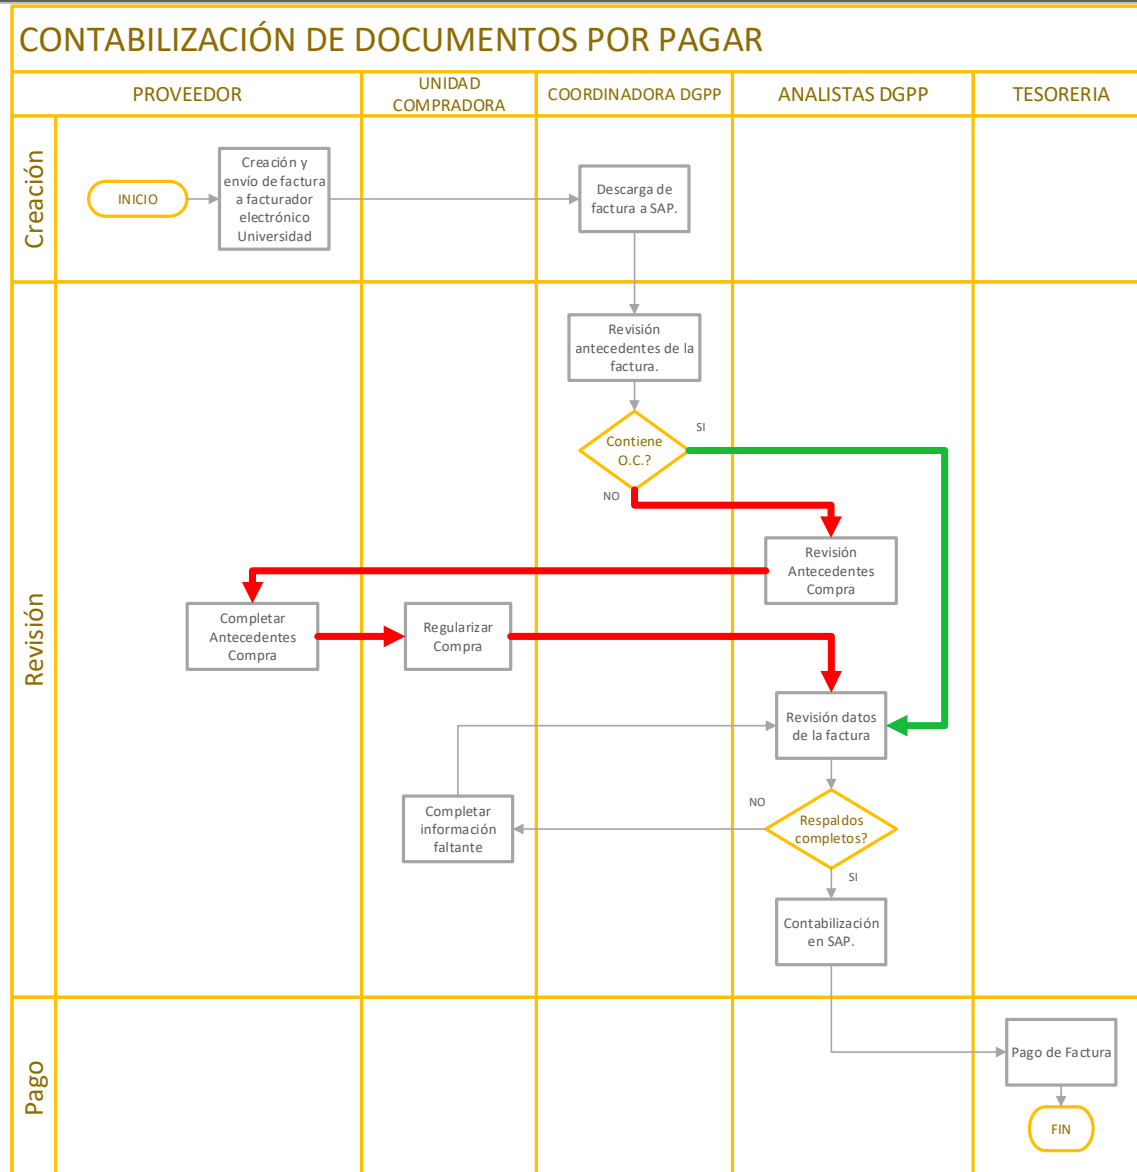 CONTABILIZACIÓN DE DOCUMENTOS POR PAGAR
PROVEEDOR
UNIDAD
COMPRADORA
COORDINADORA DGPP
ANALISTAS DGPP
TESORERIA
Creación
INICIO
Creación y
envío de factura
a facturador
electrónico
Universidad
Descarga de
factura a SAP.
Revisión
Revisión
antecedentes de la
factura.
Contiene
O.C.?
SI
NO
Revisión
Antecedentes
Compra
Completar
Antecedentes
Compra
Regularizar
Compra
Revisión datos
de la factura
Respaldos
completos?
NO
Completar
información
faltante
SI
Contabilización
en SAP.
Pago
Pago de Factura
FIN